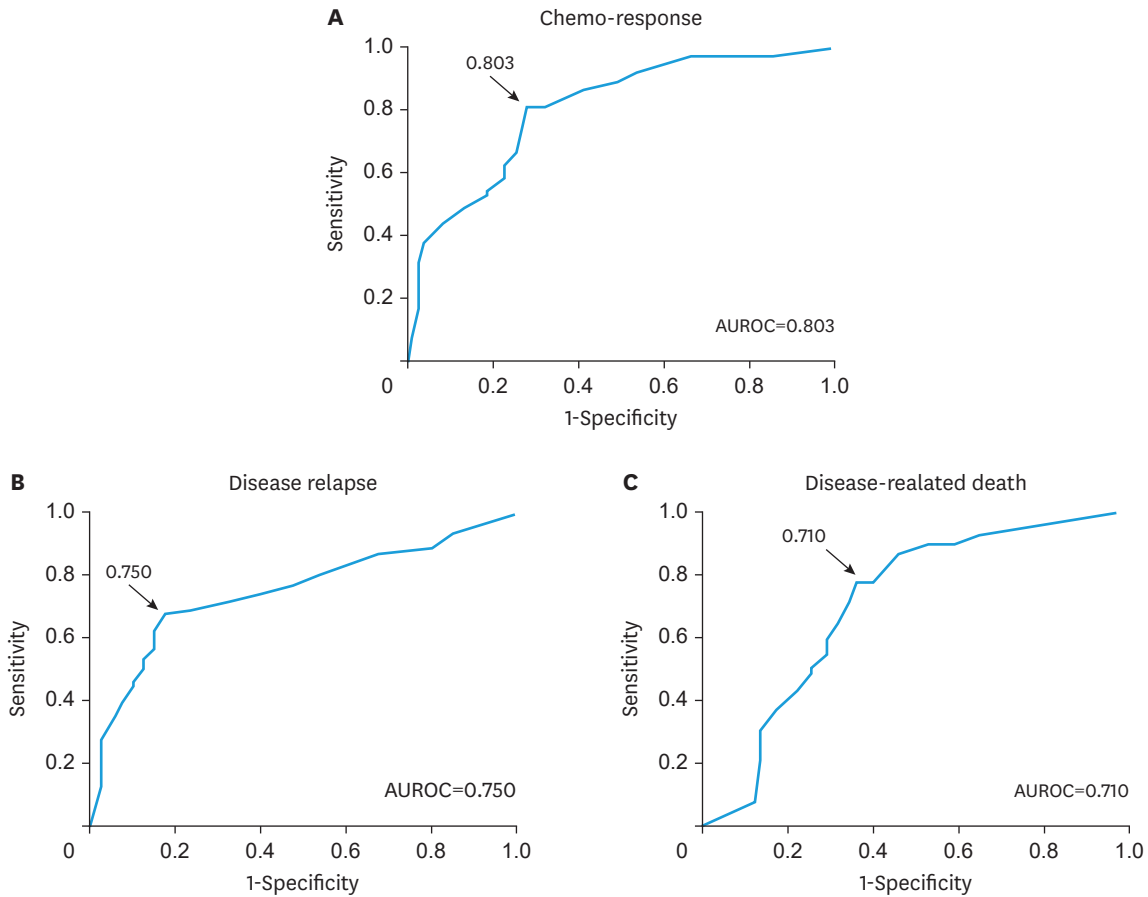 A
Chemo-response
1.0
0.8
0.6
0.4
0.2
Sensitivity
0.803
AUROC=0.803
0 0.2 0.4 0.6 0.8 1.0
1-Specificity
B
Disease relapse
1.0
0.8
0.6
0.4
0.2
Sensitivity
0.750
AUROC=0.750
0 0.2 0.4 0.6 0.8 1.0
1-Specificity
C
Disease-realated death
1.0
0.8
0.6
0.4
0.2
Sensitivity
0.710
AUROC=0.710
0 0.2 0.4 0.6 0.8 1.0
1-Specificity